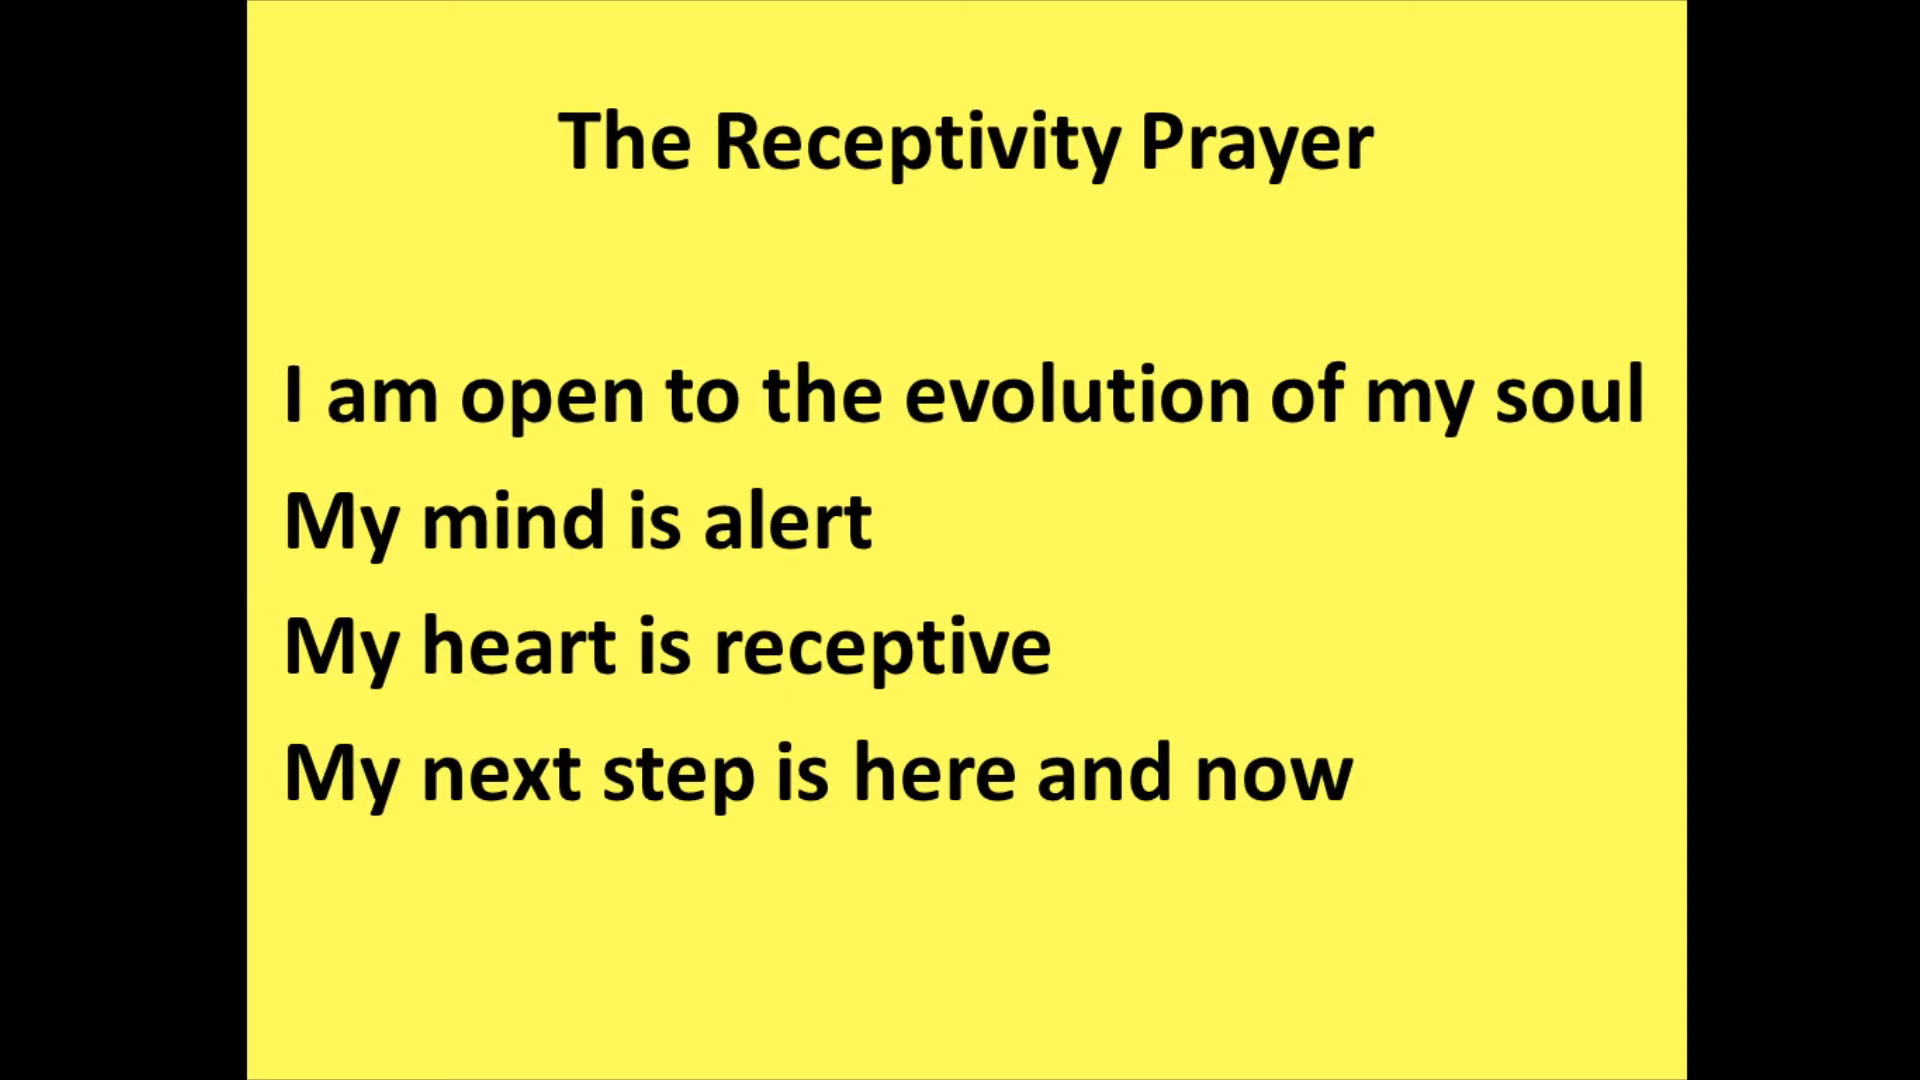 The Receptivity Prayer
I am open to the evolution of my soul
My mind is alert
My heart is receptive
My next step is here and now